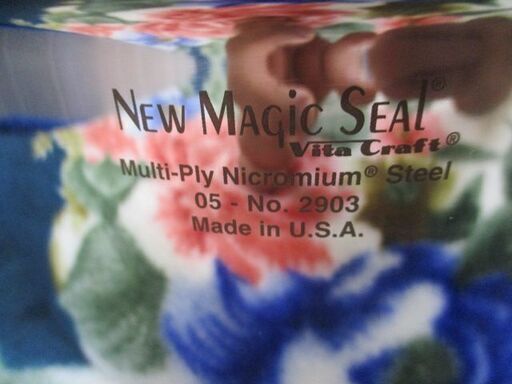 New Magic Seal®
Vita Craft®
Multi-Ply Nicromium® Steel
05 - No. 2903
Made in U.S.A.